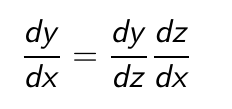 dy/dx = dy/dz dz/dx